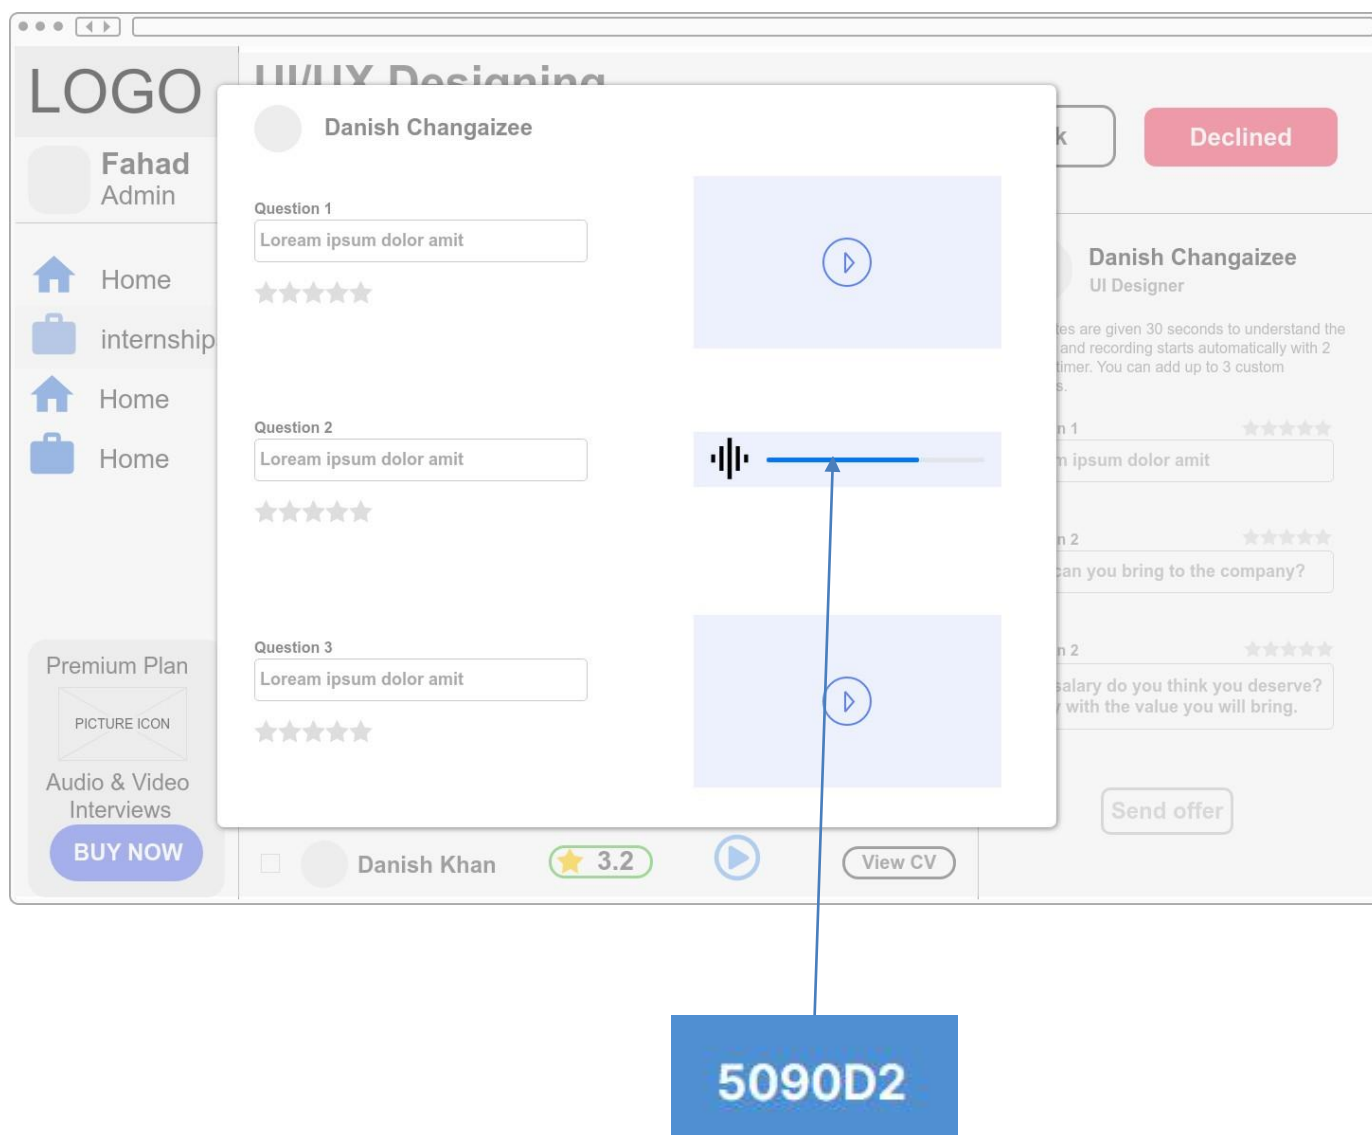 LOGO
UI/UX Designing
Fahad
Admin
Home
internship
Home
Home
Premium Plan
PICTURE ICON
Audio & Video
Interviews
BUY NOW
Danish Changaizee
Question 1
Loream ipsum dolor amit
Question 2
Loream ipsum dolor amit
Question 3
Loream ipsum dolor amit
Danish Khan
3.2
View CV
k
Declined
Danish Changaizee
UI Designer
es are given 30 seconds to understand the
and recording starts automatically with 2
timer. You can add up to 3 custom
s.
n 1
m ipsum dolor amit
n 2
can you bring to the company?
n 2
salary do you think you deserve?
with the value you will bring.
Send offer
5090D2